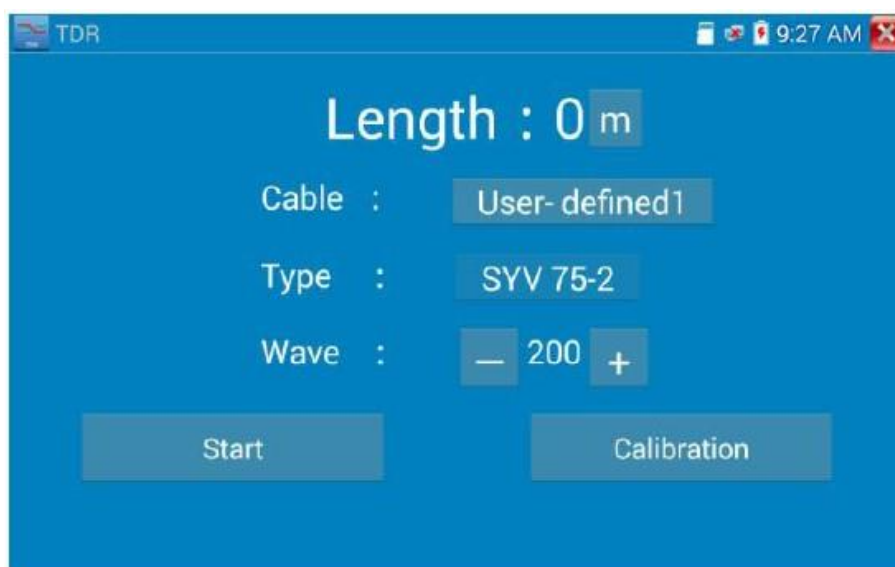 TDR 9:27 AM
Length : 0 m
Cable : User- defined1
Type : SYV 75-2
Wave : — 200 +
Start Calibration